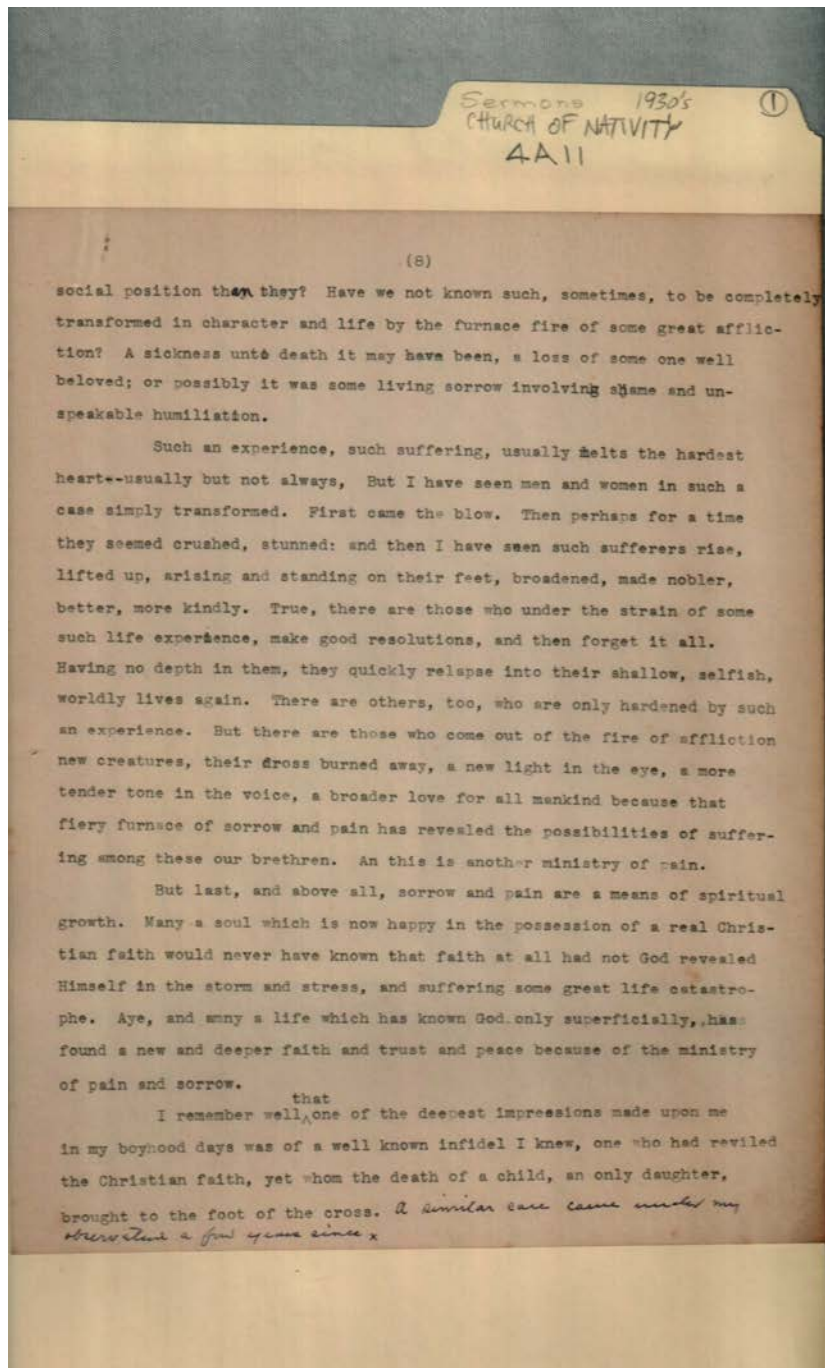 Sermons 1930's ①
CHURCH OF NATIVITY
4A11
(8)
social position than they? Have we not known such, sometimes, to be completely
transformed in character and life by the furnace fire of some great afflic-
tion? A sickness unto death it may have been, a loss of some one well
beloved; or possibly it was some living sorrow involving shame and un-
speakable humiliation.
Such an experience, such suffering, usually melts the hardest
heart--usually but not always, But I have seen men and women in such a
case simply transformed. First came the blow. Then perhaps for a time
they seemed crushed, stunned: and then I have seen such sufferers rise,
lifted up, arising and standing on their feet, broadened, made nobler,
better, more kindly. True, there are those who under the strain of some
such life experience, make good resolutions, and then forget it all.
Having no depth in them, they quickly relapse into their shallow, selfish,
worldly lives again. There are others, too, who are only hardened by such
an experience. But there are those who come out of the fire of affliction
new creatures, their dross burned away, a new light in the eye, a more
tender tone in the voice, a broader love for all mankind because that
fiery furnace of sorrow and pain has revealed the possibilities of suffer-
ing among these our brethren. An this is another ministry of pain.
But last, and above all, sorrow and pain are a means of spiritual
growth. Many a soul which is now happy in the possession of a real Chris-
tian faith would never have known that faith at all had not God revealed
Himself in the storm and stress, and suffering some great life catastro-
phe. Aye, and amny a life which has known God only superficially, has
found a new and deeper faith and trust and peace because of the ministry
of pain and sorrow.
that
I remember well^one of the deepest impressions made upon me
in my boyhood days was of a well known infidel I knew, one who had reviled
the Christian faith, yet whom the death of a child, an only daughter,
brought to the foot of the cross. A similar case came under my
observation a few years since x